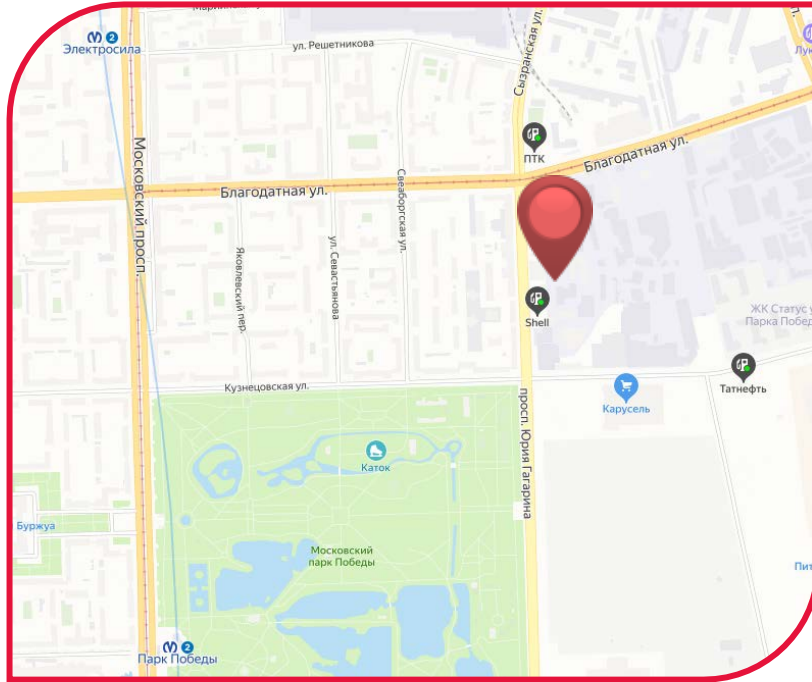 2
Электросила
ул. Решетникова
Сызранская ул.
ПТК
Благодатная ул.
Московский просп.
Благодатная ул.
Свеаборгская ул.
ул. Севастьянова
Яковлевский пер.
Shell
ЖК Статус у
Парка Побед
Татнефть
Кузнецовская ул.
Карусель
просп. Юрия Гагарина
Каток
Буржуа
Московский
парк Победы
Пит
2
Парк Победы